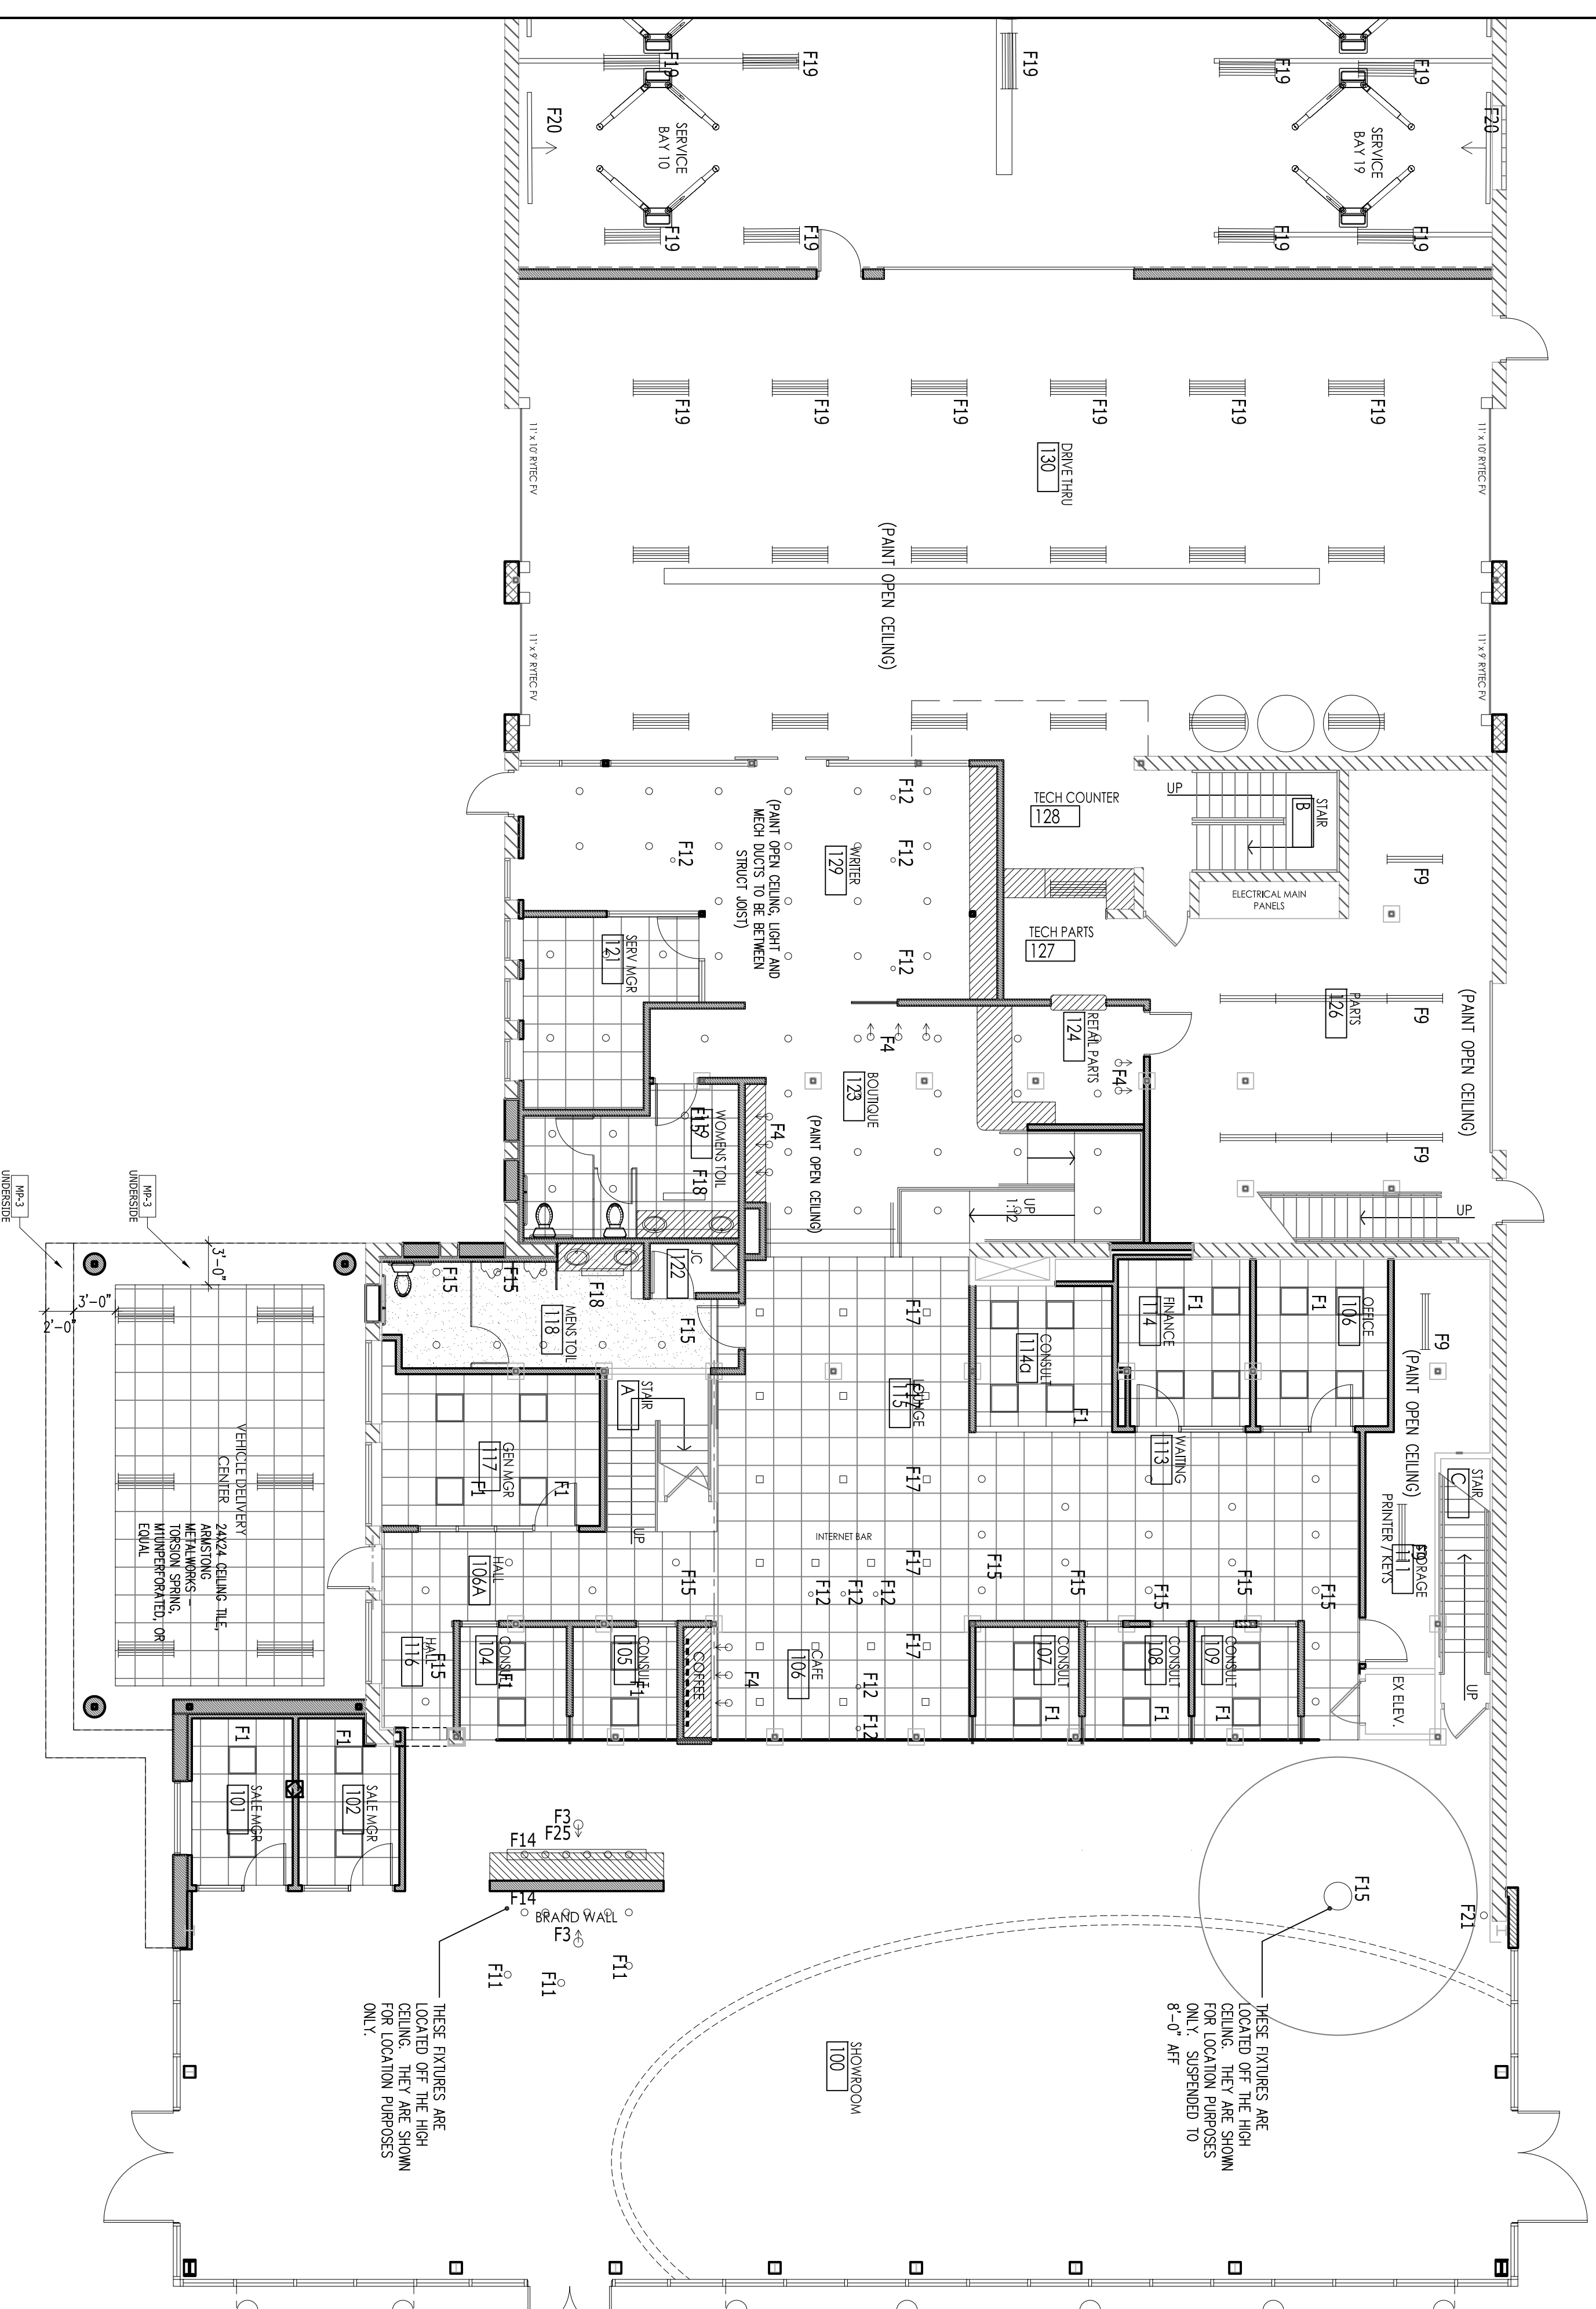 F19
F19
F19
F19
F19
F20
SERVICE
BAY 10
SERVICE
BAY 19
F20
F19
F19
F19
F19
F19
F19
F19
F19
F19
F19
11' x 10' RYTEC FV
DRIVE THRU
130
11' x 10' RYTEC FV
(PAINT OPEN CEILING)
11' x 9' RYTEC FV
11' x 9' RYTEC FV
F12
F12
F12
F12
WRITER
129
(PAINT OPEN CEILING, LIGHT AND
MECH DUCTS TO BE BETWEEN
STRUCT JOIST)
TECH COUNTER
128
UP
STAIR
B
ELECTRICAL MAIN
PANELS
F9
TECH PARTS
127
SERV MGR
121
PARTS
126
F9
(PAINT OPEN CEILING)
RETAIL PARTS
124
F4
F4
BOUTIQUE
123
(PAINT OPEN CEILING)
F9
WOMENS TOIL
119
F15
F18
F4
UP
1:12
UP
MP-3
UNDERSIDE
MP-3
UNDERSIDE
3'-0"
3'-0"
2'-0"
JC
122
F15
F15
F18
MENS TOIL
118
F15
F17
CONSULT
114a
F1
FINANCE
114
F1
OFFICE
106
F1
F9
(PAINT OPEN CEILING)
STAIR
A
UP
LOUNGE
115
F17
F17
WAITING
113
STAIR
C
UP
GEN MGR
117
F1
F1
VEHICLE DELIVERY
CENTER
24X24 CEILING TILE,
ARMSTONG
METALWORKS –
TORSION SPRING,
M1UNPERFORATED, OR
EQUAL
INTERNET BAR
F17
PRINTER / KEYS
STORAGE
111
F9
HALL
106A
F15
F12
F12
F12
F15
F15
F15
F15
F15
HALL
116
F15
CONSULT
104
F1
CONSULT
105
F1
COFFEE
F4
CAFE
106
F17
F12
F12
CONSULT
107
F1
CONSULT
108
F1
CONSULT
109
F1
EX ELEV.
SALE MGR
101
F1
SALE MGR
102
F1
F3
F25
F14
F14
BRAND WALL
F3
F11
F11
F11
F15
F21
THESE FIXTURES ARE
LOCATED OFF THE HIGH
CEILING. THEY ARE SHOWN
FOR LOCATION PURPOSES
ONLY.
THESE FIXTURES ARE
LOCATED OFF THE HIGH
CEILING. THEY ARE SHOWN
FOR LOCATION PURPOSES
ONLY. SUSPENDED TO
8'-0" AFF
SHOWROOM
100